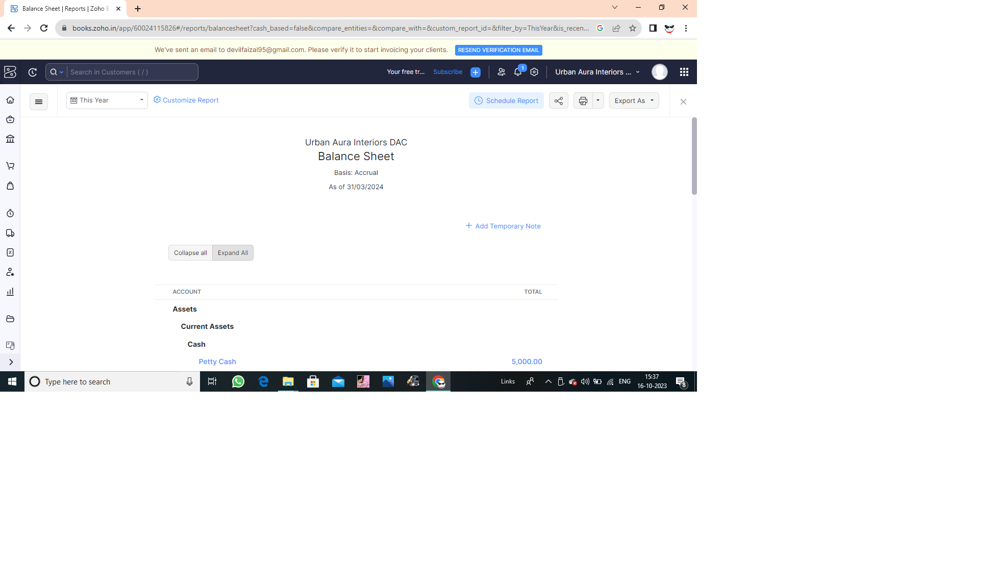 Balance Sheet | Reports | Zoho B
books.zoho.in/app/60024115826#/reports/balancesheet?cash_based=false&compare_entities=&compare_with=&custom_report_id=&filter_by=ThisYear&is_recen...
We've sent an email to devilfaizal95@gmail.com. Please verify it to start invoicing your clients. RESEND VERIFICATION EMAIL
Search in Customers ( / )
Your free tr... Subscribe 1 Urban Aura Interiors ...
This Year Customize Report Schedule Report Export As
Urban Aura Interiors DAC
Balance Sheet
Basis: Accrual
As of 31/03/2024
Add Temporary Note
Collapse all Expand All
ACCOUNT TOTAL
Assets
Current Assets
Cash
Petty Cash 5,000.00
Type here to search Links ENG 15:37
16-10-2023 8